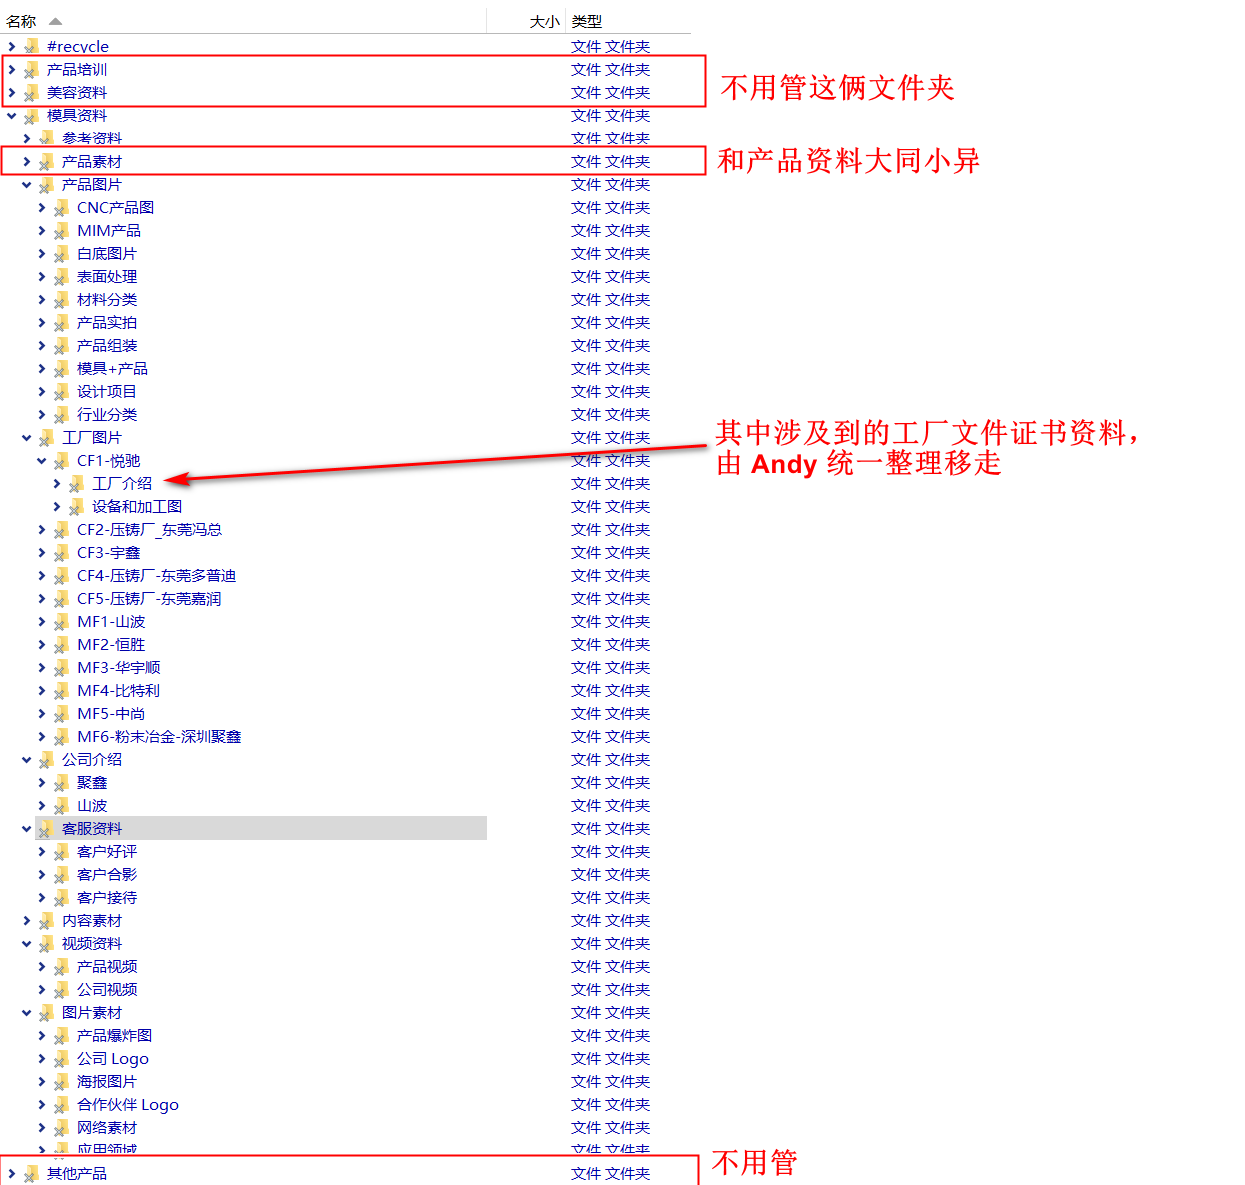 名称 大小 类型
#recycle 文件 文件夹
产品培训 文件 文件夹
美容资料 文件 文件夹
不用管这俩文件夹
模具资料 文件 文件夹
参考资料 文件 文件夹
产品素材 文件 文件夹
和产品资料大同小异
产品图片 文件 文件夹
CNC产品图 文件 文件夹
MIM产品 文件 文件夹
白底图片 文件 文件夹
表面处理 文件 文件夹
材料分类 文件 文件夹
产品实拍 文件 文件夹
产品组装 文件 文件夹
模具+产品 文件 文件夹
设计项目 文件 文件夹
行业分类 文件 文件夹
工厂图片 文件 文件夹
CF1-悦驰 文件 文件夹
其中涉及到的工厂文件证书资料，
由 Andy 统一整理移走
工厂介绍 文件 文件夹
设备和加工图 文件 文件夹
CF2-压铸厂_东莞冯总 文件 文件夹
CF3-宇鑫 文件 文件夹
CF4-压铸厂-东莞多普迪 文件 文件夹
CF5-压铸厂-东莞嘉润 文件 文件夹
MF1-山波 文件 文件夹
MF2-恒胜 文件 文件夹
MF3-华宇顺 文件 文件夹
MF4-比特利 文件 文件夹
MF5-中尚 文件 文件夹
MF6-粉末冶金-深圳聚鑫 文件 文件夹
公司介绍 文件 文件夹
聚鑫 文件 文件夹
山波 文件 文件夹
客服资料 文件 文件夹
客户好评 文件 文件夹
客户合影 文件 文件夹
客户接待 文件 文件夹
内容素材 文件 文件夹
视频资料 文件 文件夹
产品视频 文件 文件夹
公司视频 文件 文件夹
图片素材 文件 文件夹
产品爆炸图 文件 文件夹
公司 Logo 文件 文件夹
海报图片 文件 文件夹
合作伙伴 Logo 文件 文件夹
网络素材 文件 文件夹
应用领域 文件 文件夹
其他产品 文件 文件夹
不用管